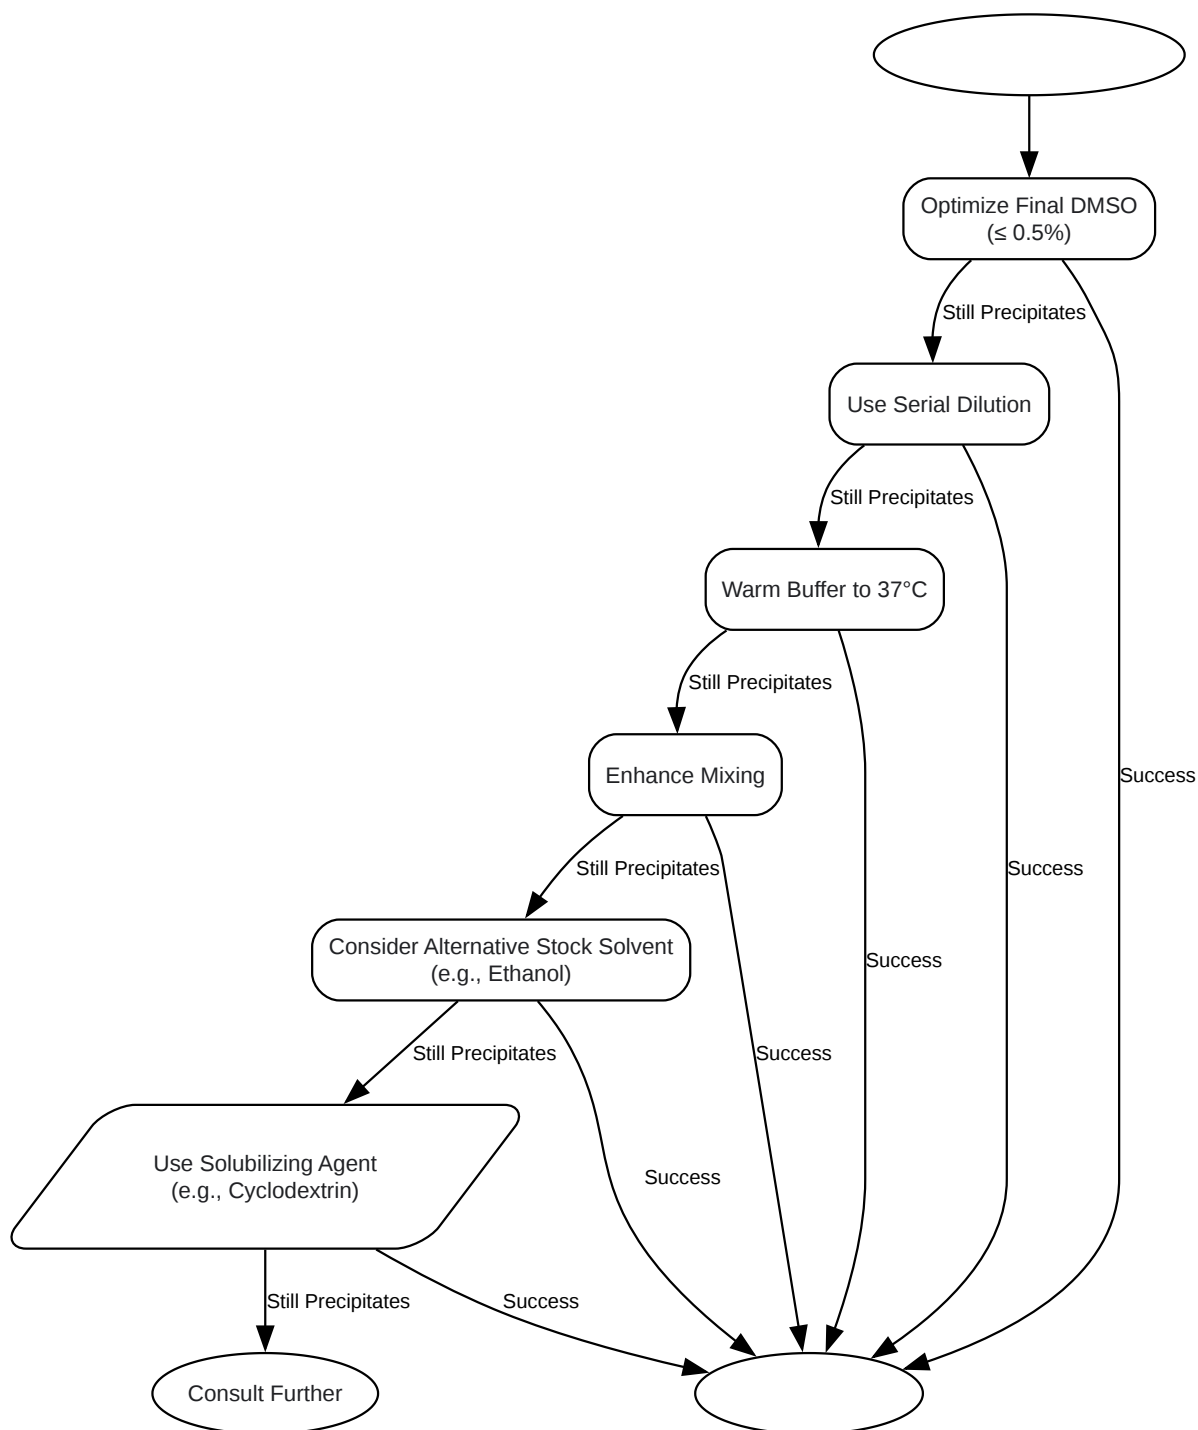 Optimize Final DMSO
(≤ 0.5%)
Still Precipitates
Use Serial Dilution
Still Precipitates
Warm Buffer to 37°C
Still Precipitates
Enhance Mixing
Success
Still Precipitates
Success
Consider Alternative Stock Solvent
(e.g., Ethanol)
Success
Still Precipitates
Success
Use Solubilizing Agent
(e.g., Cyclodextrin)
Success
Still Precipitates
Success
Consult Further